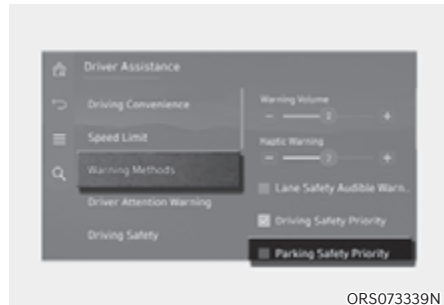 Driver Assistance
Driving Convenience
Speed Limit
Warning Methods
Driver Attention Warning
Driving Safety
Warning Volume
Haptic Warning
Lane Safety Audible Warn.
Driving Safety Priority
Parking Safety Priority
ORS073339N